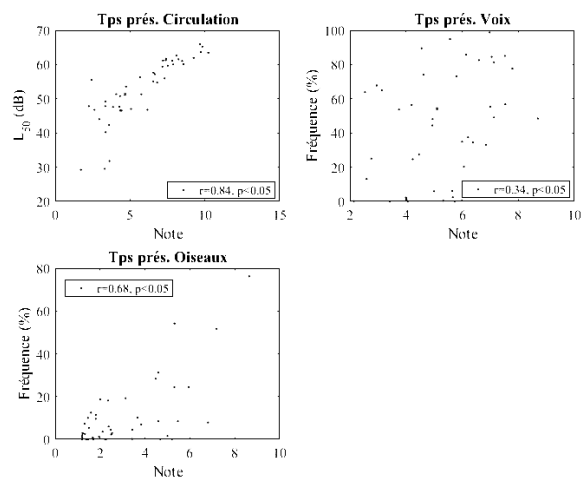 Tps prés. Circulation
70
60
50
40
30
20
L50 (dB)
r=0.84, p<0.05
0 5 10 15
Note
Tps prés. Voix
100
80
60
40
20
0
Fréquence (%)
r=0.34, p<0.05
2 4 6 8 10
Note
Tps prés. Oiseaux
80
60
40
20
0
Fréquence (%)
r=0.68, p<0.05
0 2 4 6 8 10
Note